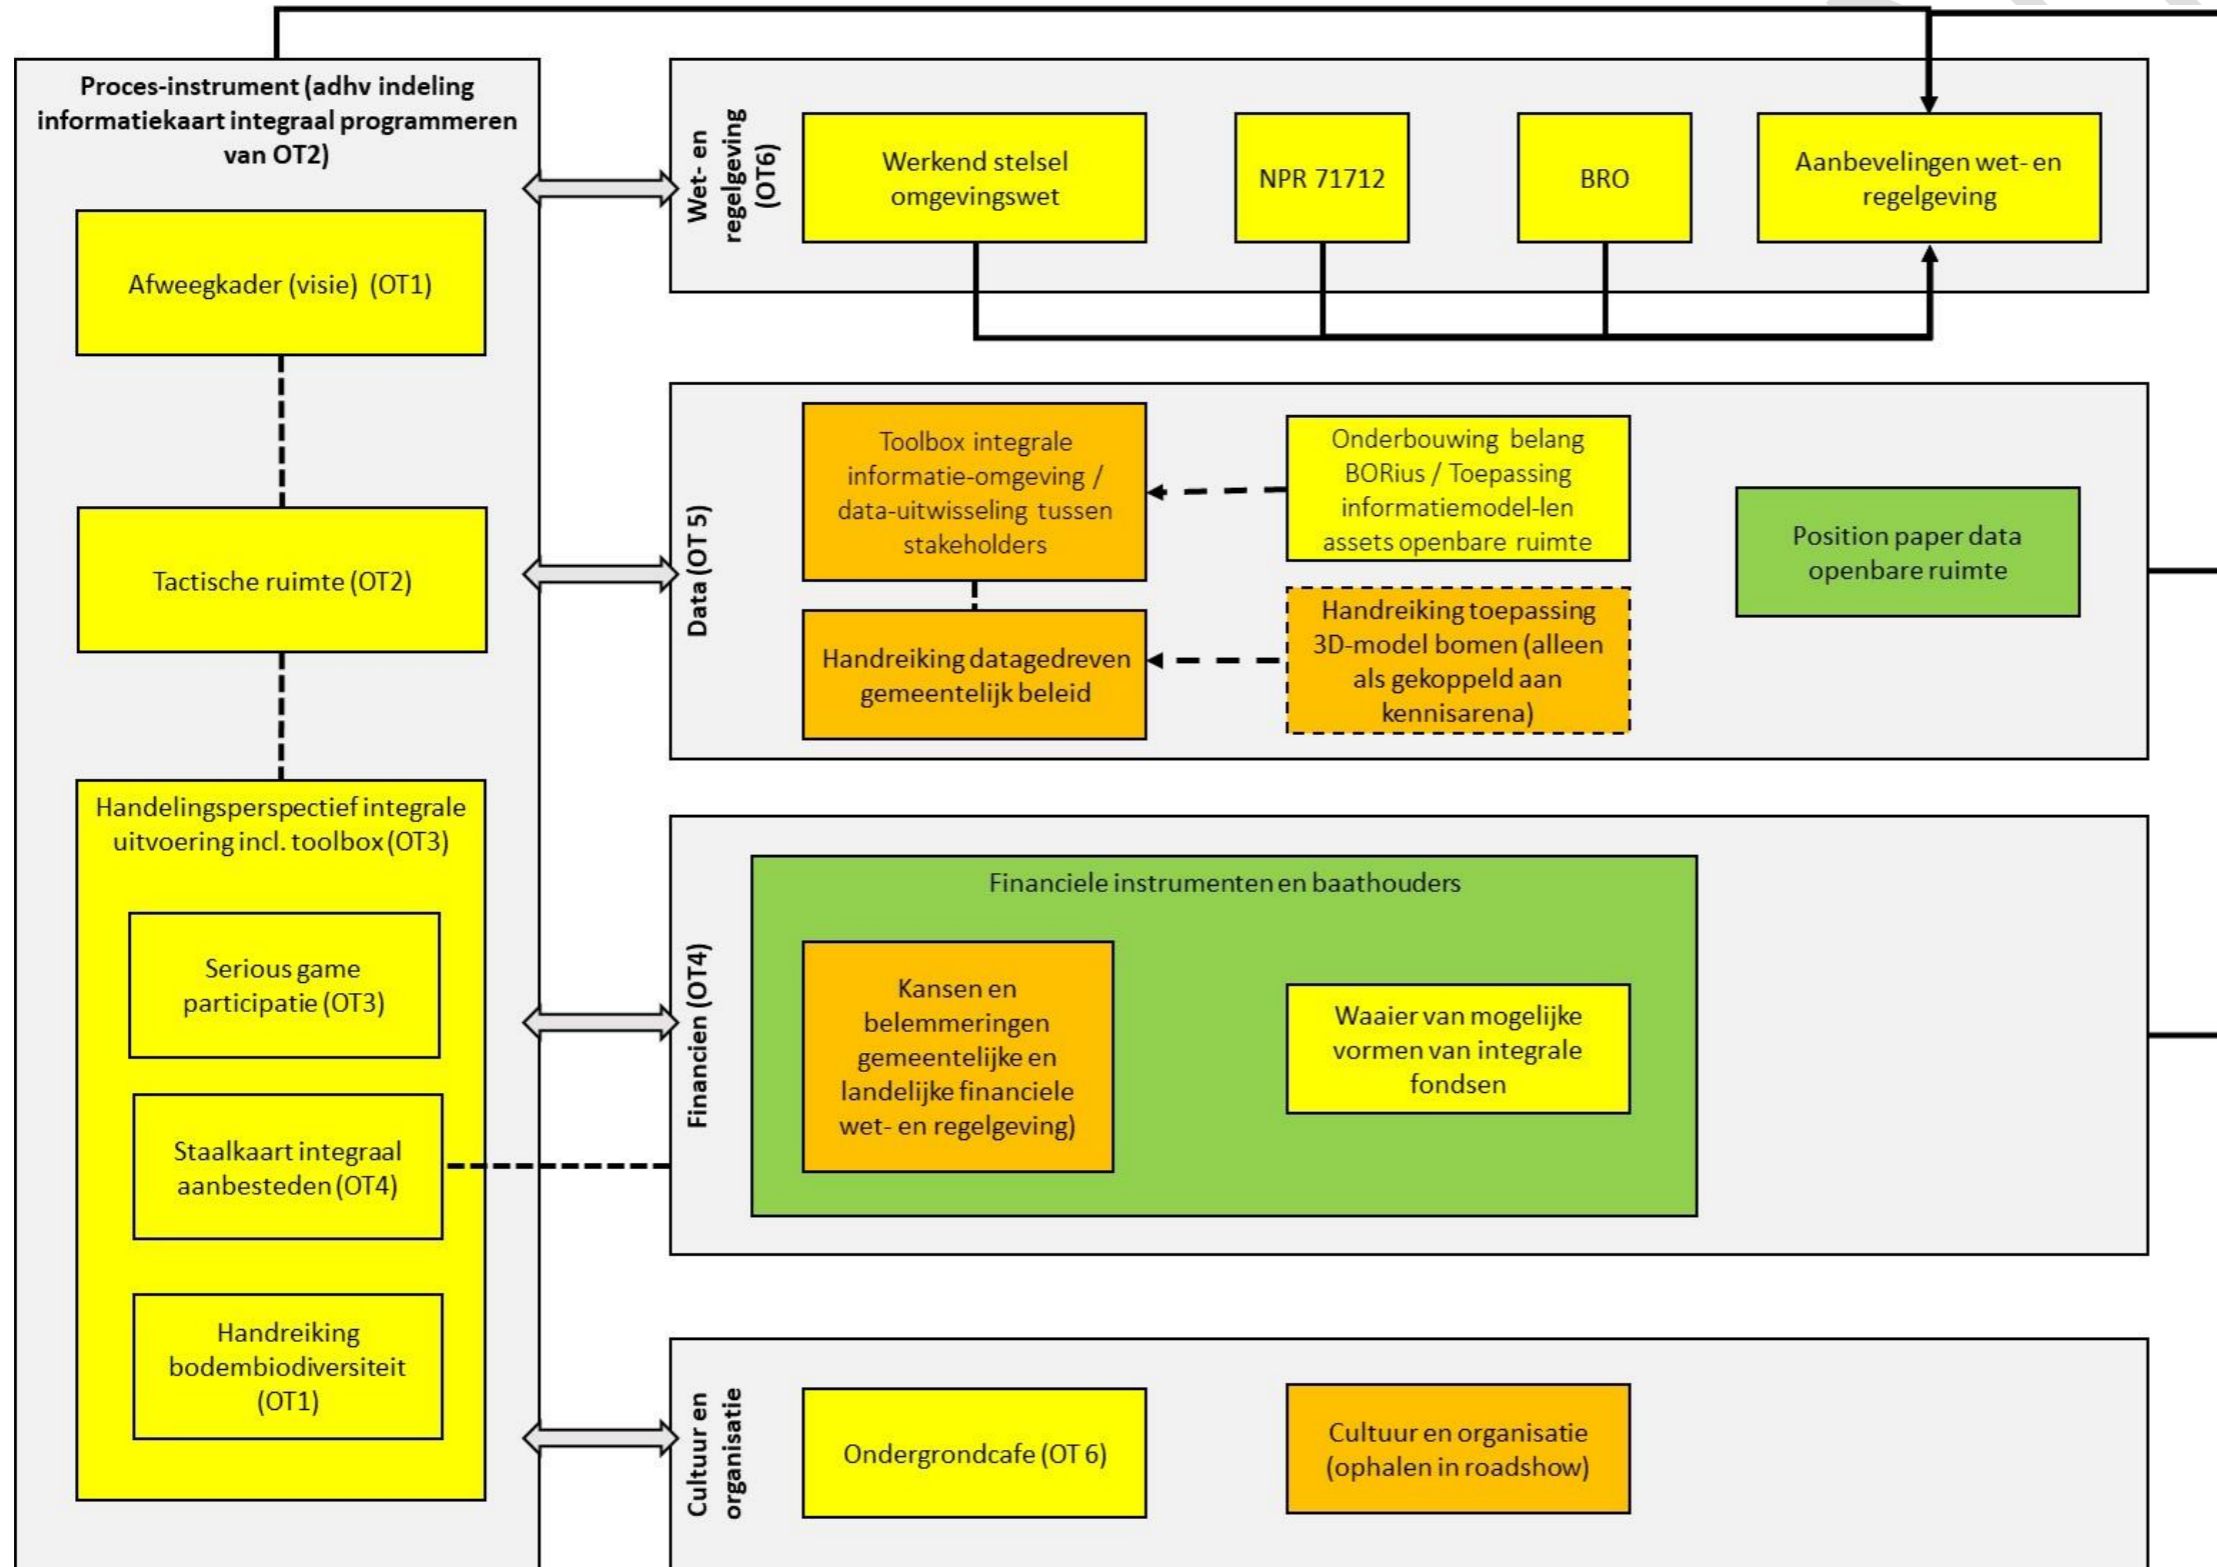 Proces-instrument (adhv indeling
informatiekaart integraal programmeren
van OT2)
Afweegkader (visie) (OT1)
Tactische ruimte (OT2)
Handelingsperspectief integrale
uitvoering incl. toolbox (OT3)
Serious game
participatie (OT3)
Staalkaart integraal
aanbesteden (OT4)
Handreiking
bodembiodiversiteit
(OT1)
Wet- en
regelgeving
(OT6)
Werkend stelsel
omgevingswet
NPR 71712
BRO
Aanbevelingen wet- en
regelgeving
Data (OT 5)
Toolbox integrale
informatie-omgeving /
data-uitwisseling tussen
stakeholders
Onderbouwing belang
BORius / Toepassing
informatiemodel-len
assets openbare ruimte
Position paper data
openbare ruimte
Handreiking datagedreven
gemeentelijk beleid
Handreiking toepassing
3D-model bomen (alleen
als gekoppeld aan
kennisarena)
Financien (OT4)
Financiele instrumenten en baathouders
Kansen en
belemmeringen
gemeentelijke en
landelijke financiele
wet- en regelgeving)
Waaier van mogelijke
vormen van integrale
fondsen
Cultuur en
organisatie
Ondergrondcafe (OT 6)
Cultuur en organisatie
(ophalen in roadshow)